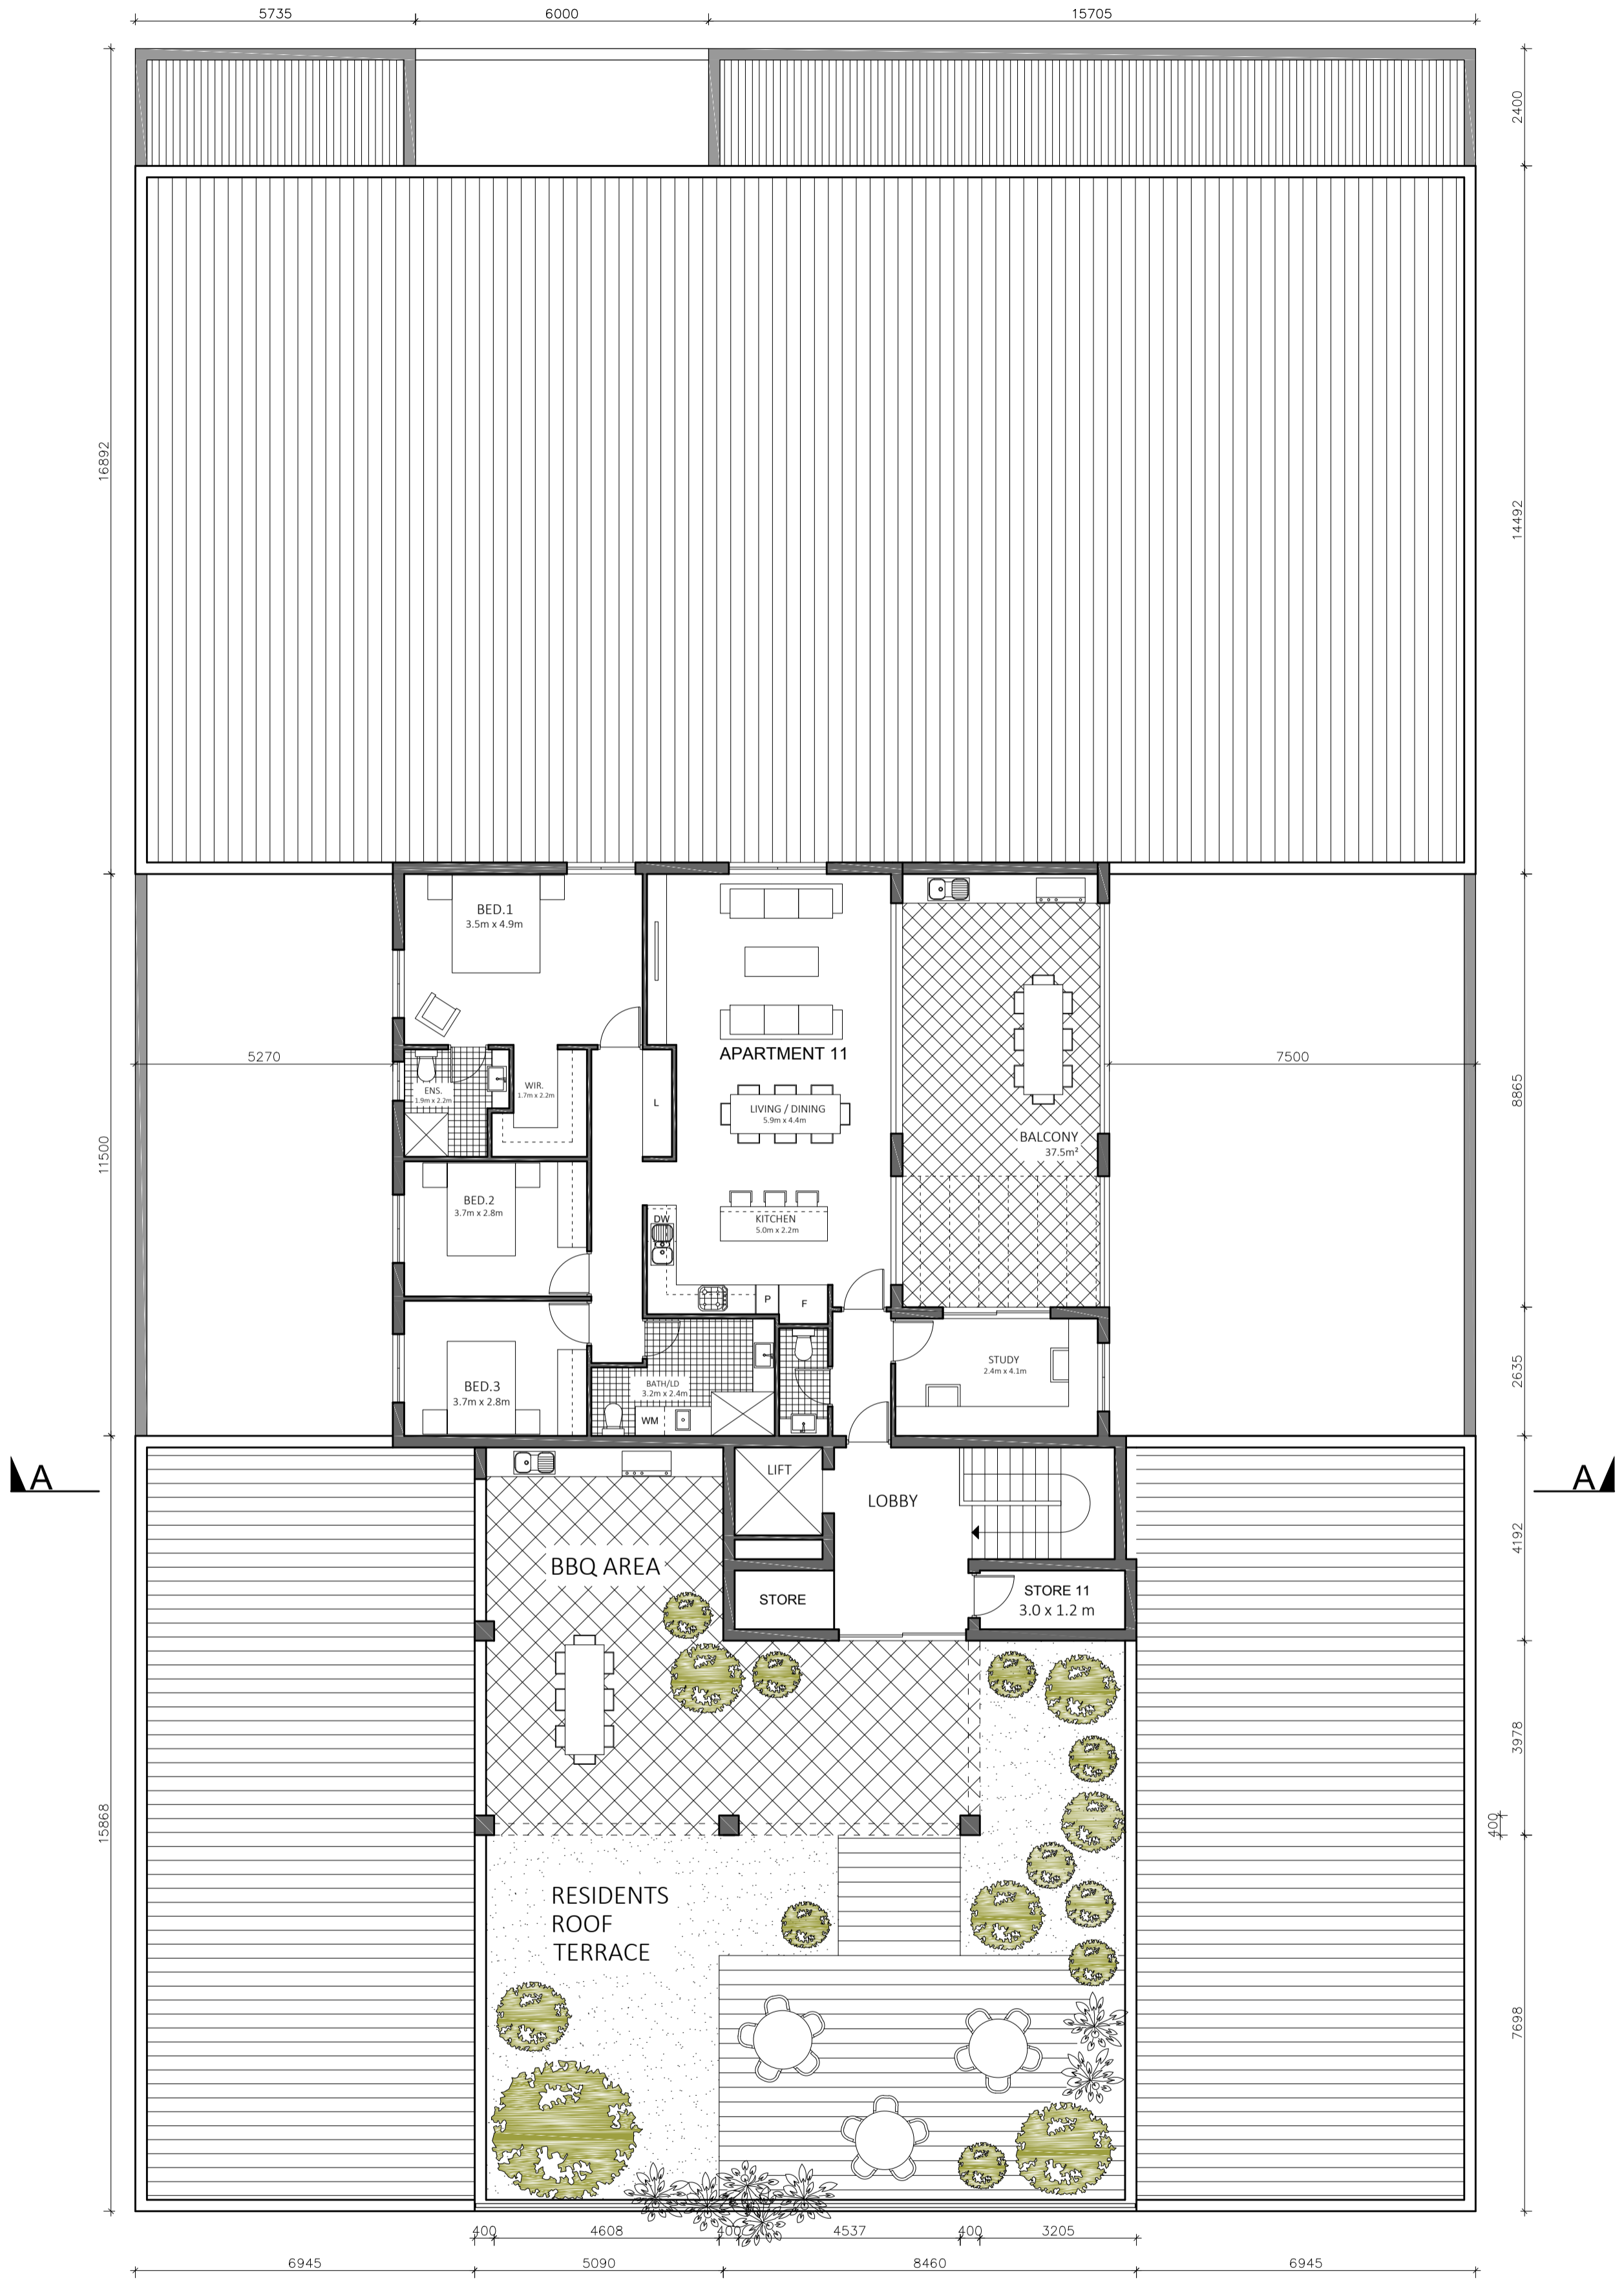 5735
6000
15705
2400
16892
14492
BED.1
3.5m x 4.9m
APARTMENT 11
5270
7500
ENS.
1.9m x 2.2m
WIR.
1.7m x 2.2m
L
LIVING / DINING
5.9m x 4.4m
8865
BALCONY
37.5m²
11500
BED.2
3.7m x 2.8m
DW
KITCHEN
5.0m x 2.2m
P
F
BED.3
3.7m x 2.8m
BATH/LD
3.2m x 2.4m
WM
STUDY
2.4m x 4.1m
2635
A
LIFT
LOBBY
A
4192
BBQ AREA
STORE
STORE 11
3.0 x 1.2 m
3978
400
15868
RESIDENTS
ROOF
TERRACE
7698
400
4608
400
4537
400
3205
6945
5090
8460
6945